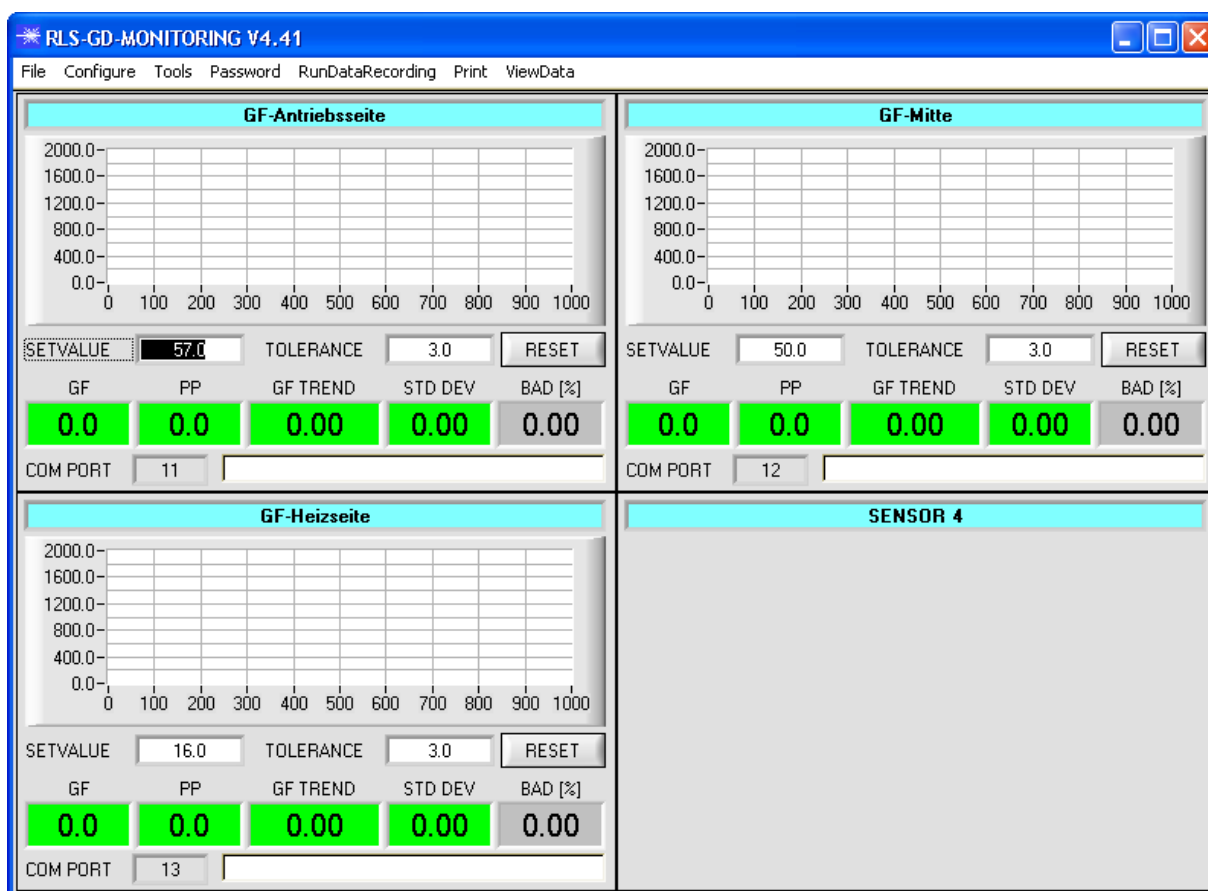 RLS-GD-MONITORING V4.41
File Configure Tools Password RunDataRecording Print ViewData
GF-Antriebsseite
2000.0
1600.0
1200.0
800.0
400.0
0.0
0 100 200 300 400 500 600 700 800 900 1000
SETVALUE 57.0 TOLERANCE 3.0 RESET
GF PP GF TREND STD DEV BAD [%]
0.0 0.0 0.00 0.00 0.00
COM PORT 11
GF-Mitte
2000.0
1600.0
1200.0
800.0
400.0
0.0
0 100 200 300 400 500 600 700 800 900 1000
SETVALUE 50.0 TOLERANCE 3.0 RESET
GF PP GF TREND STD DEV BAD [%]
0.0 0.0 0.00 0.00 0.00
COM PORT 12
GF-Heizseite
2000.0
1600.0
1200.0
800.0
400.0
0.0
0 100 200 300 400 500 600 700 800 900 1000
SETVALUE 16.0 TOLERANCE 3.0 RESET
GF PP GF TREND STD DEV BAD [%]
0.0 0.0 0.00 0.00 0.00
COM PORT 13
SENSOR 4